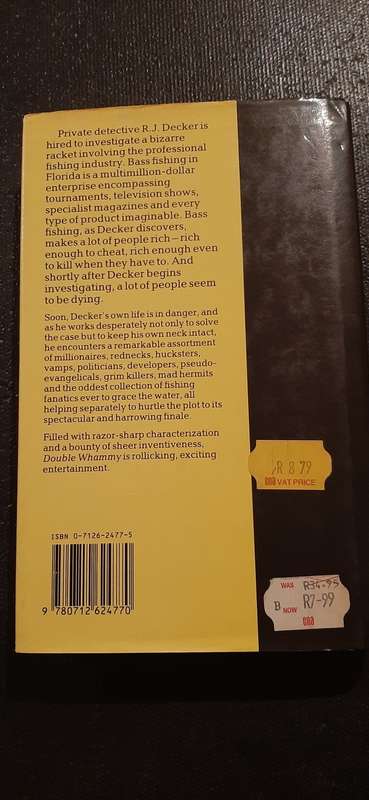 Private detective R.J. Decker is
hired to investigate a bizarre
racket involving the professional
fishing industry. Bass fishing in
Florida is a multimillion-dollar
enterprise encompassing
tournaments, television shows,
specialist magazines and every
type of product imaginable. Bass
fishing, as Decker discovers,
makes a lot of people rich—rich
enough to cheat, rich enough even
to kill when they have to. And
shortly after Decker begins
investigating, a lot of people seem
to be dying.
Soon, Decker's own life is in danger, and
as he works desperately not only to solve
the case but to keep his own neck intact,
he encounters a remarkable assortment
of millionaires, rednecks, hucksters,
vamps, politicians, developers, pseudo-
evangelicals, grim killers, mad hermits
and the oddest collection of fishing
fanatics ever to grace the water, all
helping separately to hurtle the plot to its
spectacular and harrowing finale.
Filled with razor-sharp characterization
and a bounty of sheer inventiveness,
Double Whammy is rollicking, exciting
entertainment.
R 8 79
cna VAT PRICE
ISBN 0-7126-2477-5
9 780712 624770
WAS R34-95
B NOW R7-99
cna